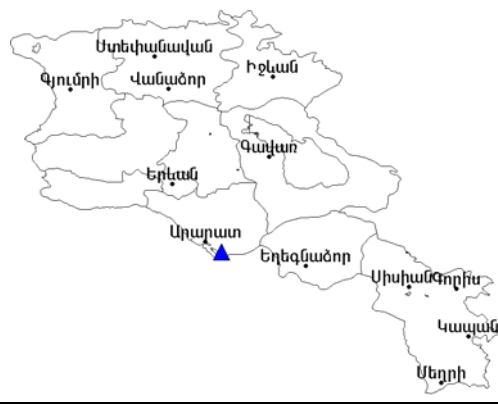 Ստեփանավան
Իջևան
Գյումրի
Վանաձոր
Գավառ
Երևան
Արարատ
Եղեգնաձոր
Սիսիան
Գորիս
Կապան
Մեղրի